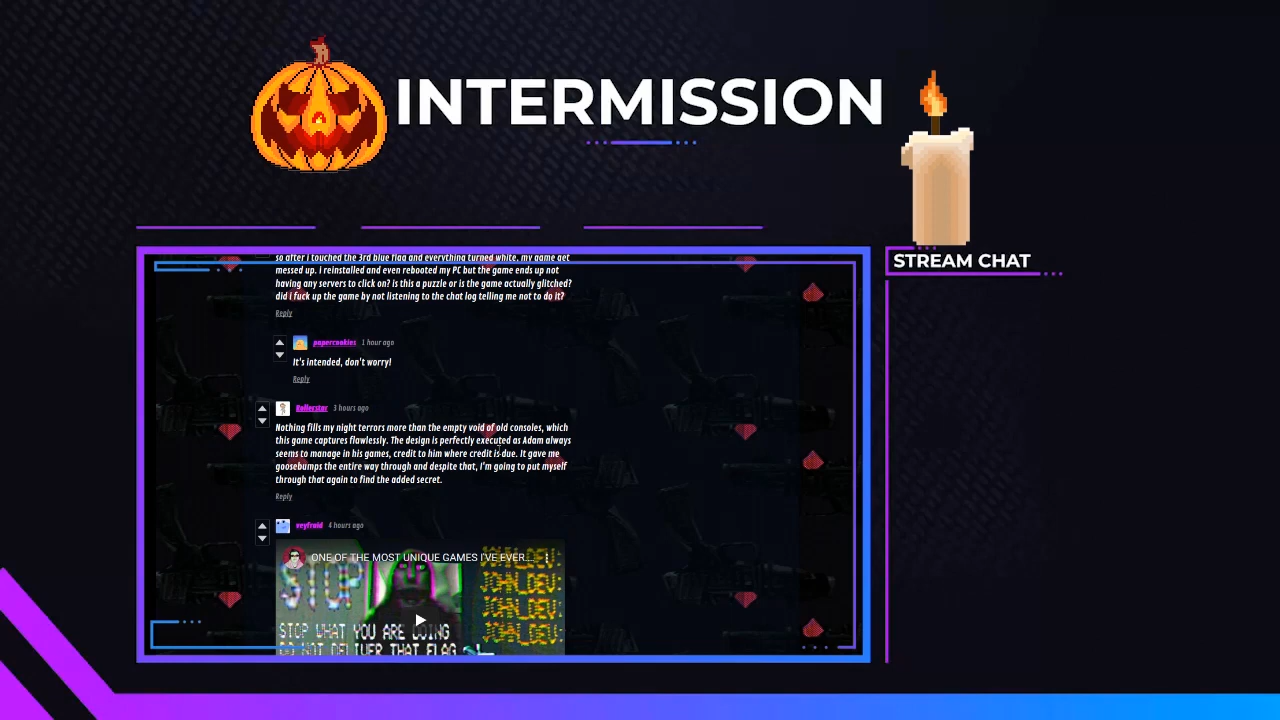 INTERMISSION
STREAM CHAT
so after i touched the 3rd blue flag and everything turned white, my game get
messed up. i reinstalled and even rebooted my PC but the game ends up not
having any servers to click on? is this a puzzle or is the game actually glitched?
did i fuck up the game by not listening to the chat log telling me not to do it?
Reply
papercookies 1 hour ago
It's intended, don't worry!
Reply
Rollerstar 3 hours ago
Nothing fills my night terrors more than the empty void of old consoles, which
this game captures flawlessly. The design is perfectly executed as Adam always
seems to manage in his games, credit to him where credit is due. It gave me
goosebumps the entire way through and despite that, I'm going to put myself
through that again to find the added secret.
Reply
veyfraid 4 hours ago
ONE OF THE MOST UNIQUE GAMES I'VE EVER...
STOP
JOHN_DEV:
JOHN_DEV:
JOHN_DEV:
JOHN_DEV:
STOP WHAT YOU ARE DOING
DO NOT DELIVER THAT FLAG